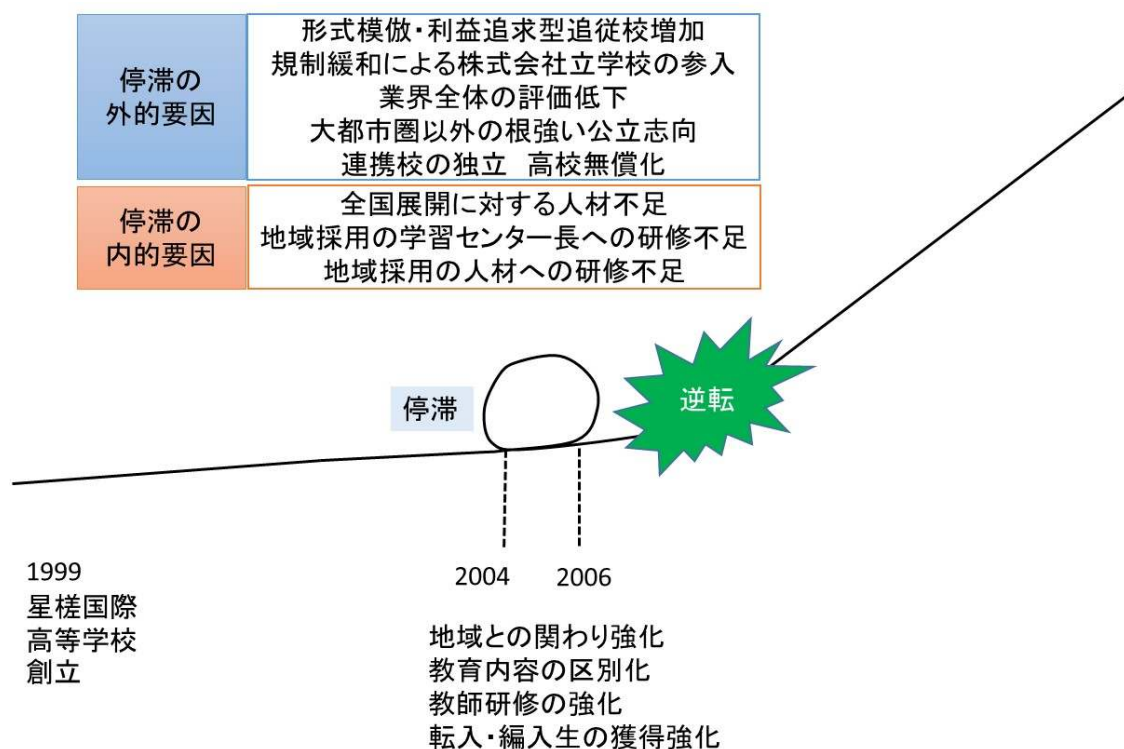 停滞の
外的要因
形式模倣・利益追求型追従校増加
規制緩和による株式会社立学校の参入
業界全体の評価低下
大都市圏以外の根強い公立志向
連携校の独立　高校無償化
停滞の
内的要因
全国展開に対する人材不足
地域採用の学習センター長への研修不足
地域採用の人材への研修不足
停滞
逆転
1999
星槎国際
高等学校
創立
2004
2006
地域との関わり強化
教育内容の区別化
教師研修の強化
転入・編入生の獲得強化